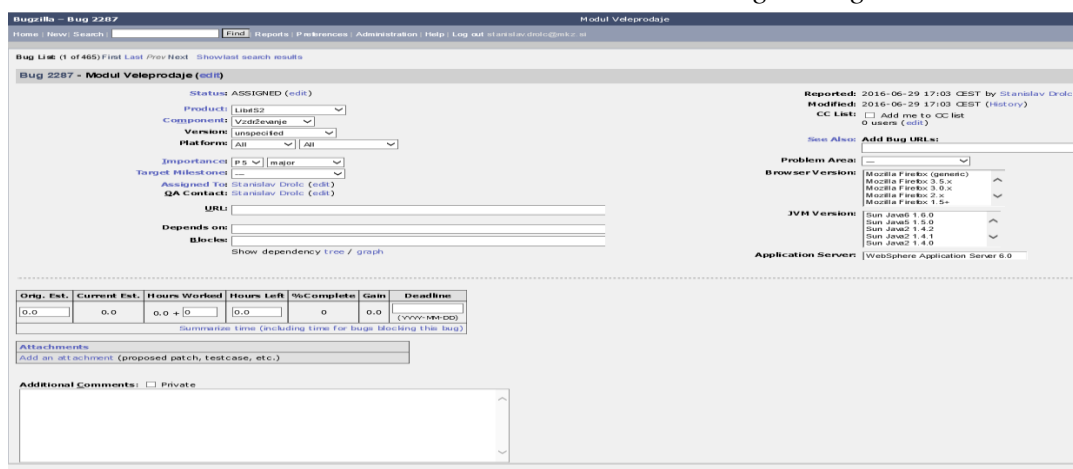 Bugzilla – Bug 2287 Modul Veleprodaje
Home | New | Search | Find Reports | Preferences | Administration | Help | Log out stanislav.drolc@mkz.si
Bug List: (1 of 465) First Last Prev Next Show last search results
Bug 2287 - Modul Veleprodaje (edit)
Status: ASSIGNED (edit)
Product: LibitS2
Component: Vzdrževanje
Version: unspecified
Platform: All All
Importance: P5 major
Target Milestone: ---
Assigned To: Stanislav Drolc (edit)
QA Contact: Stanislav Drolc (edit)
URL:
Depends on:
Blocks:
Show dependency tree / graph
Reported: 2016-06-29 17:03 CEST by Stanislav Drolc
Modified: 2016-06-29 17:03 CEST (History)
CC List: Add me to CC list
0 users (edit)
See Also: Add Bug URLs:
Problem Area: ---
Browser Version: Mozilla Firefox (generic)
Mozilla Firefox 3.5.x
Mozilla Firefox 3.0.x
Mozilla Firefox 2.x
Mozilla Firefox 1.5+
JVM Version: Sun Java6 1.6.0
Sun Java5 1.5.0
Sun Java2 1.4.2
Sun Java2 1.4.1
Sun Java2 1.4.0
Application Server: WebSphere Application Server 6.0
Orig. Est. Current Est. Hours Worked Hours Left %Complete Gain Deadline
0.0 0.0 0.0 + 0 0.0 0 0.0
(YYYY-MM-DD)
Summarize time (including time for bugs blocking this bug)
Attachments
Add an attachment (proposed patch, testcase, etc.)
Additional Comments: Private